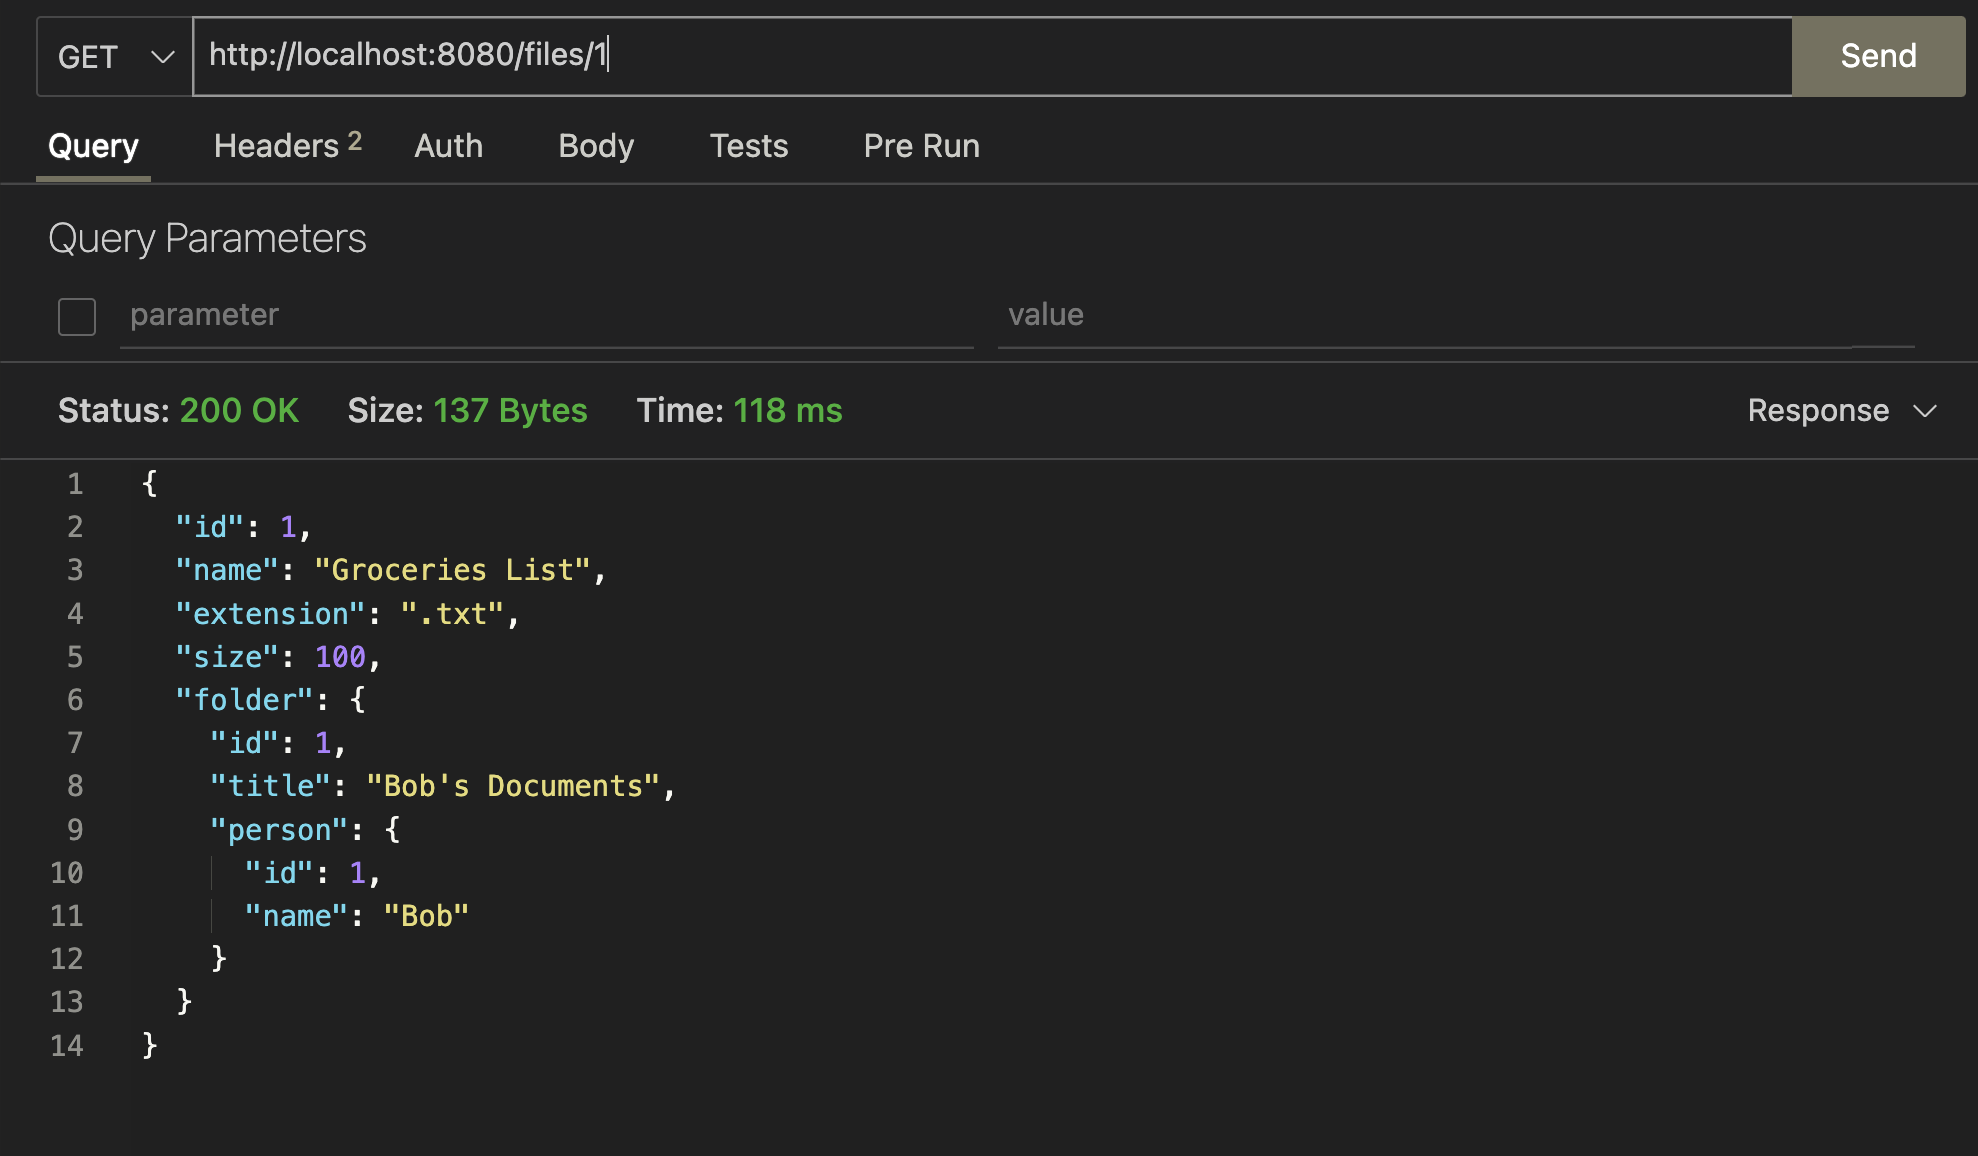 GET http://localhost:8080/files/1 Send
Query Headers 2 Auth Body Tests Pre Run
Query Parameters
parameter value
Status: 200 OK Size: 137 Bytes Time: 118 ms Response
1 {
2 "id": 1,
3 "name": "Groceries List",
4 "extension": ".txt",
5 "size": 100,
6 "folder": {
7 "id": 1,
8 "title": "Bob's Documents",
9 "person": {
10 "id": 1,
11 "name": "Bob"
12 }
13 }
14 }